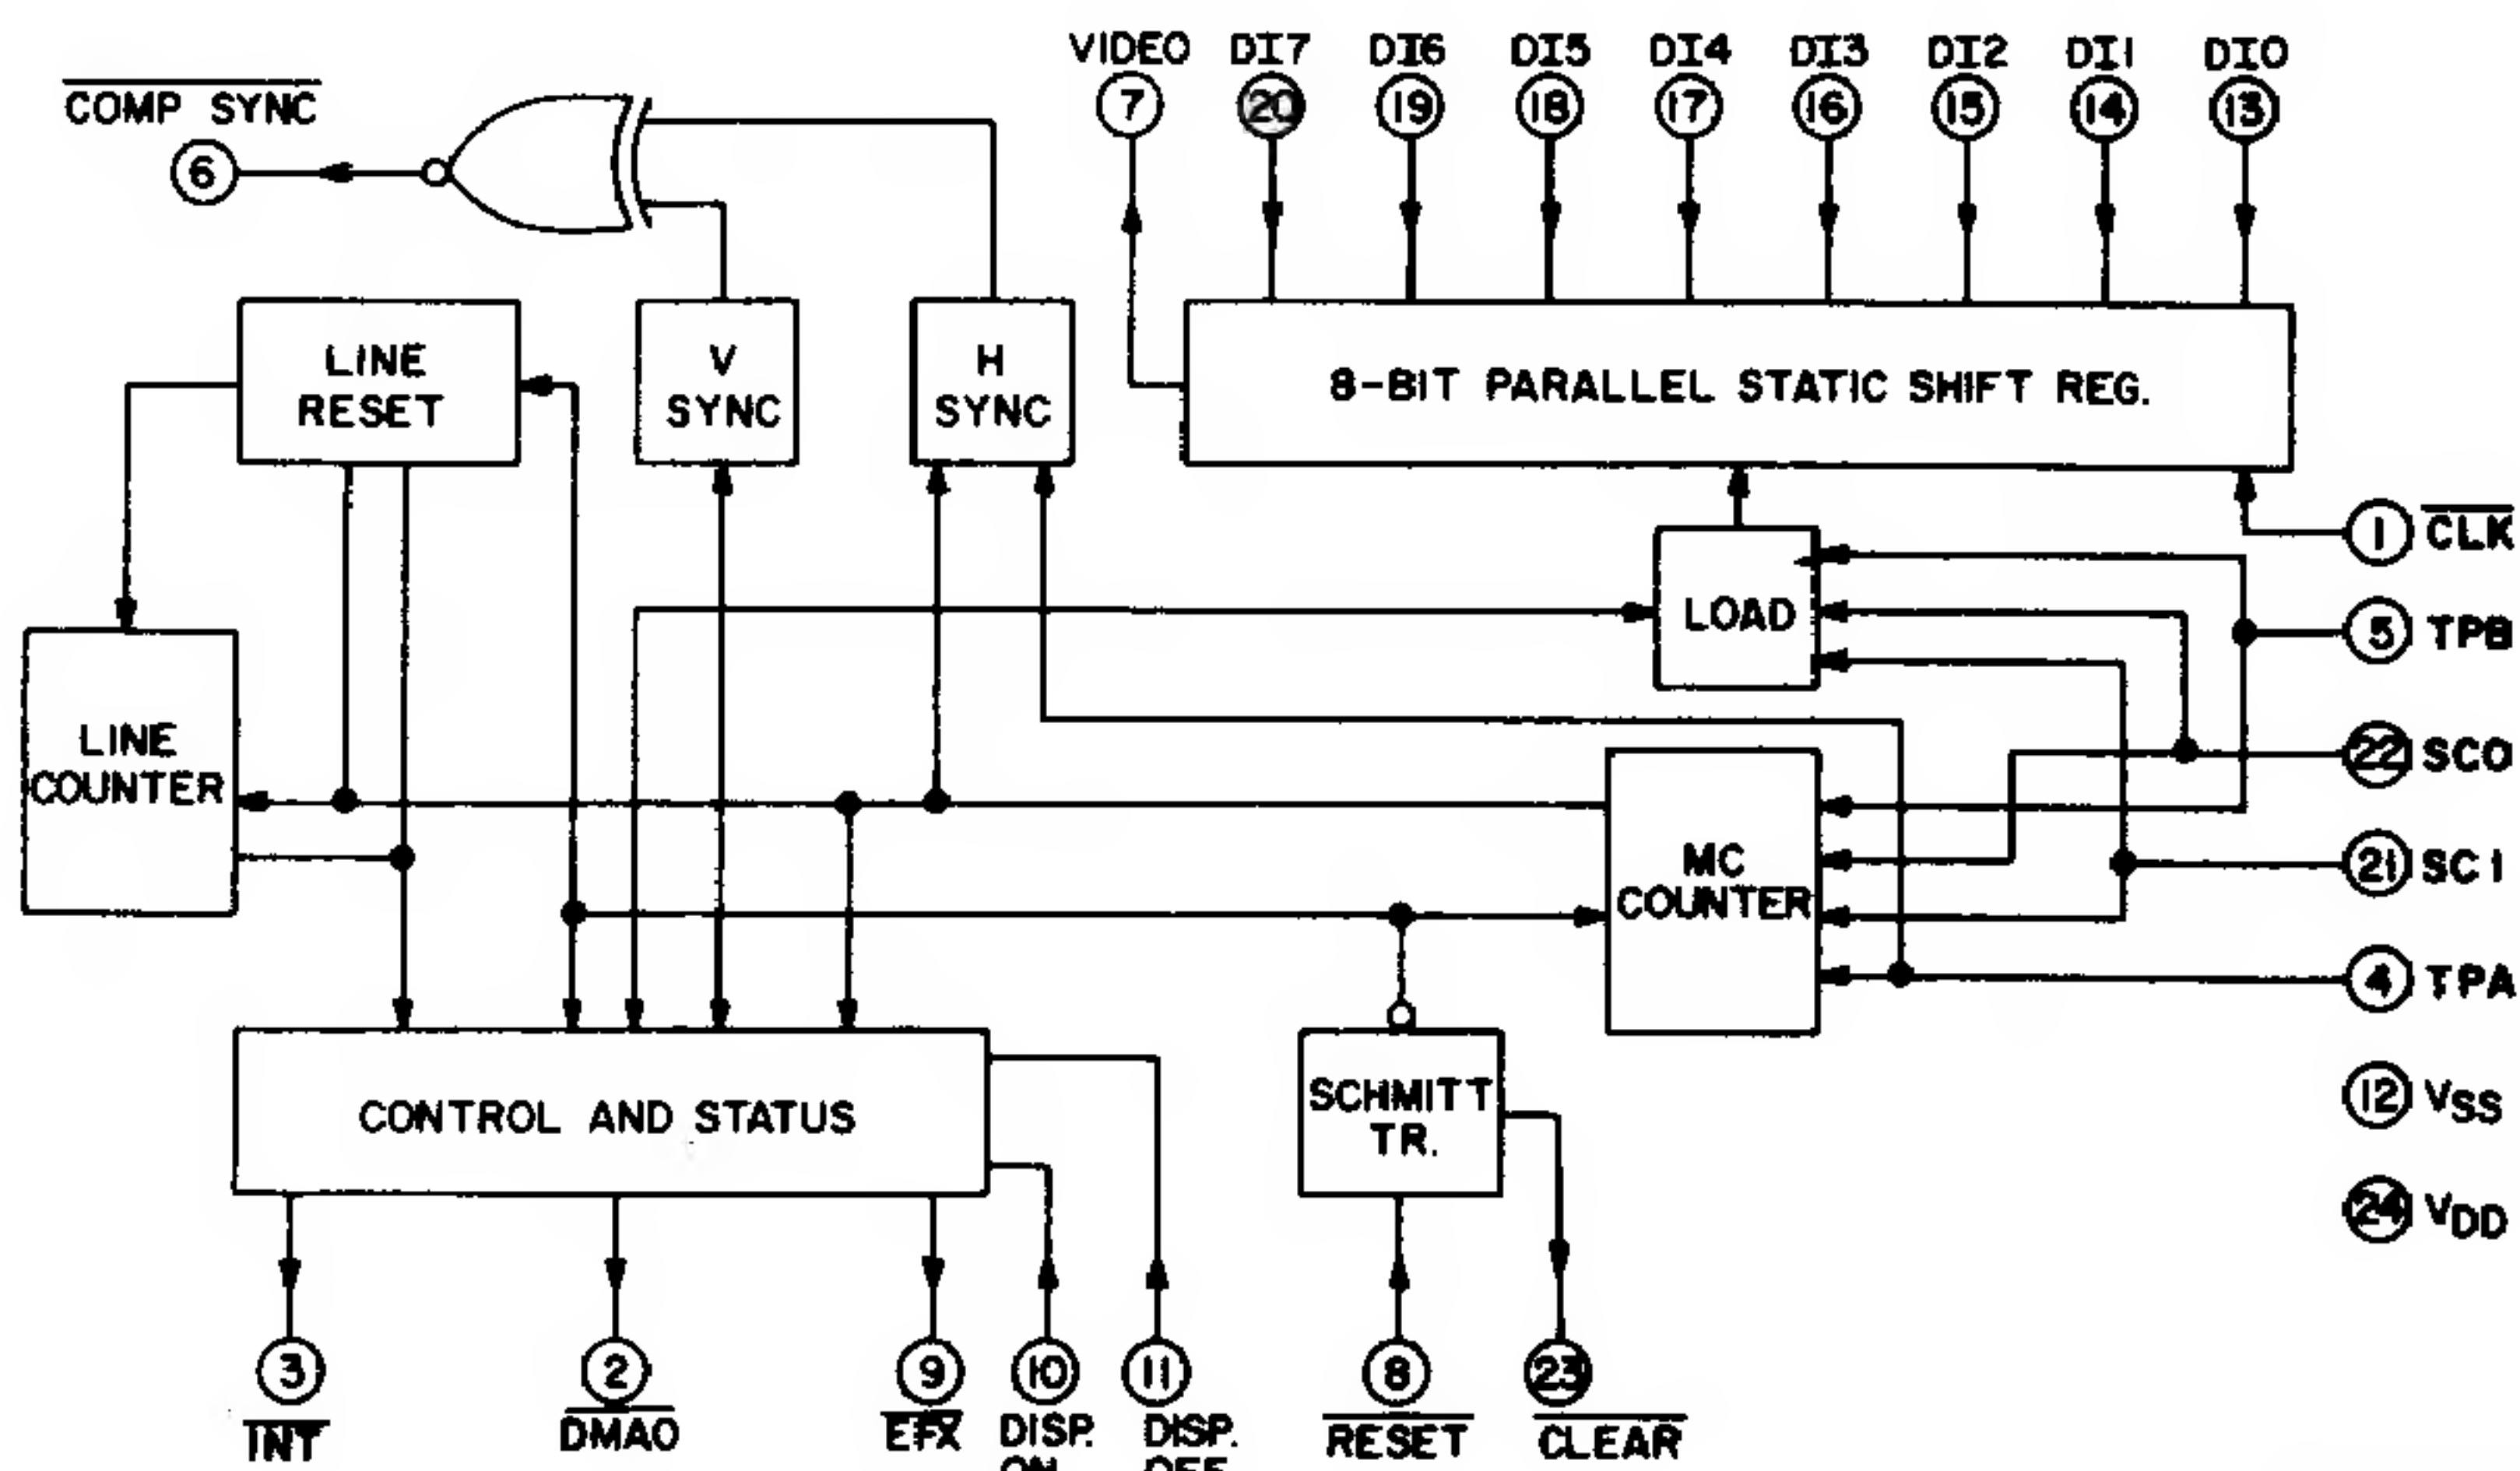 VIDEO DI7 DI6 DI5 DI4 DI3 DI2 DI1 DI0
7 20 19 18 17 16 15 14 13
COMP SYNC
6
LINE
RESET
V
SYNC
H
SYNC
8-BIT PARALLEL STATIC SHIFT REG.
1 CLK
LOAD
5 TPB
LINE
COUNTER
22 SC0
MC
COUNTER
21 SC1
4 TPA
CONTROL AND STATUS
SCHMITT
TR.
12 VSS
24 VDD
3 2 9 10 11 8 23
INT DMAO EFX DISP. DISP. RESET CLEAR
ON OFF